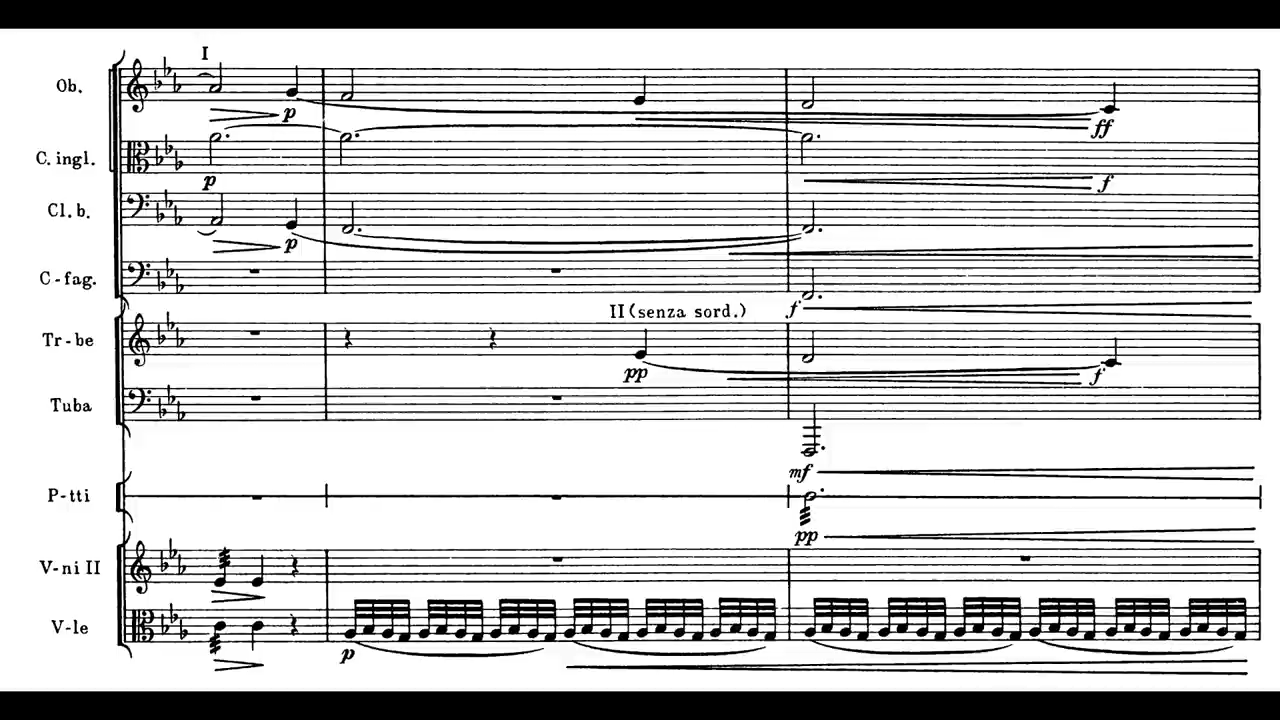 I
Ob.
p
ff
C. ingl.
p
f
Cl. b.
p
C-fag.
f
II (senza sord.)
Tr-be
pp
f
Tuba
mf
P-tti
pp
V-ni II
V-le
p